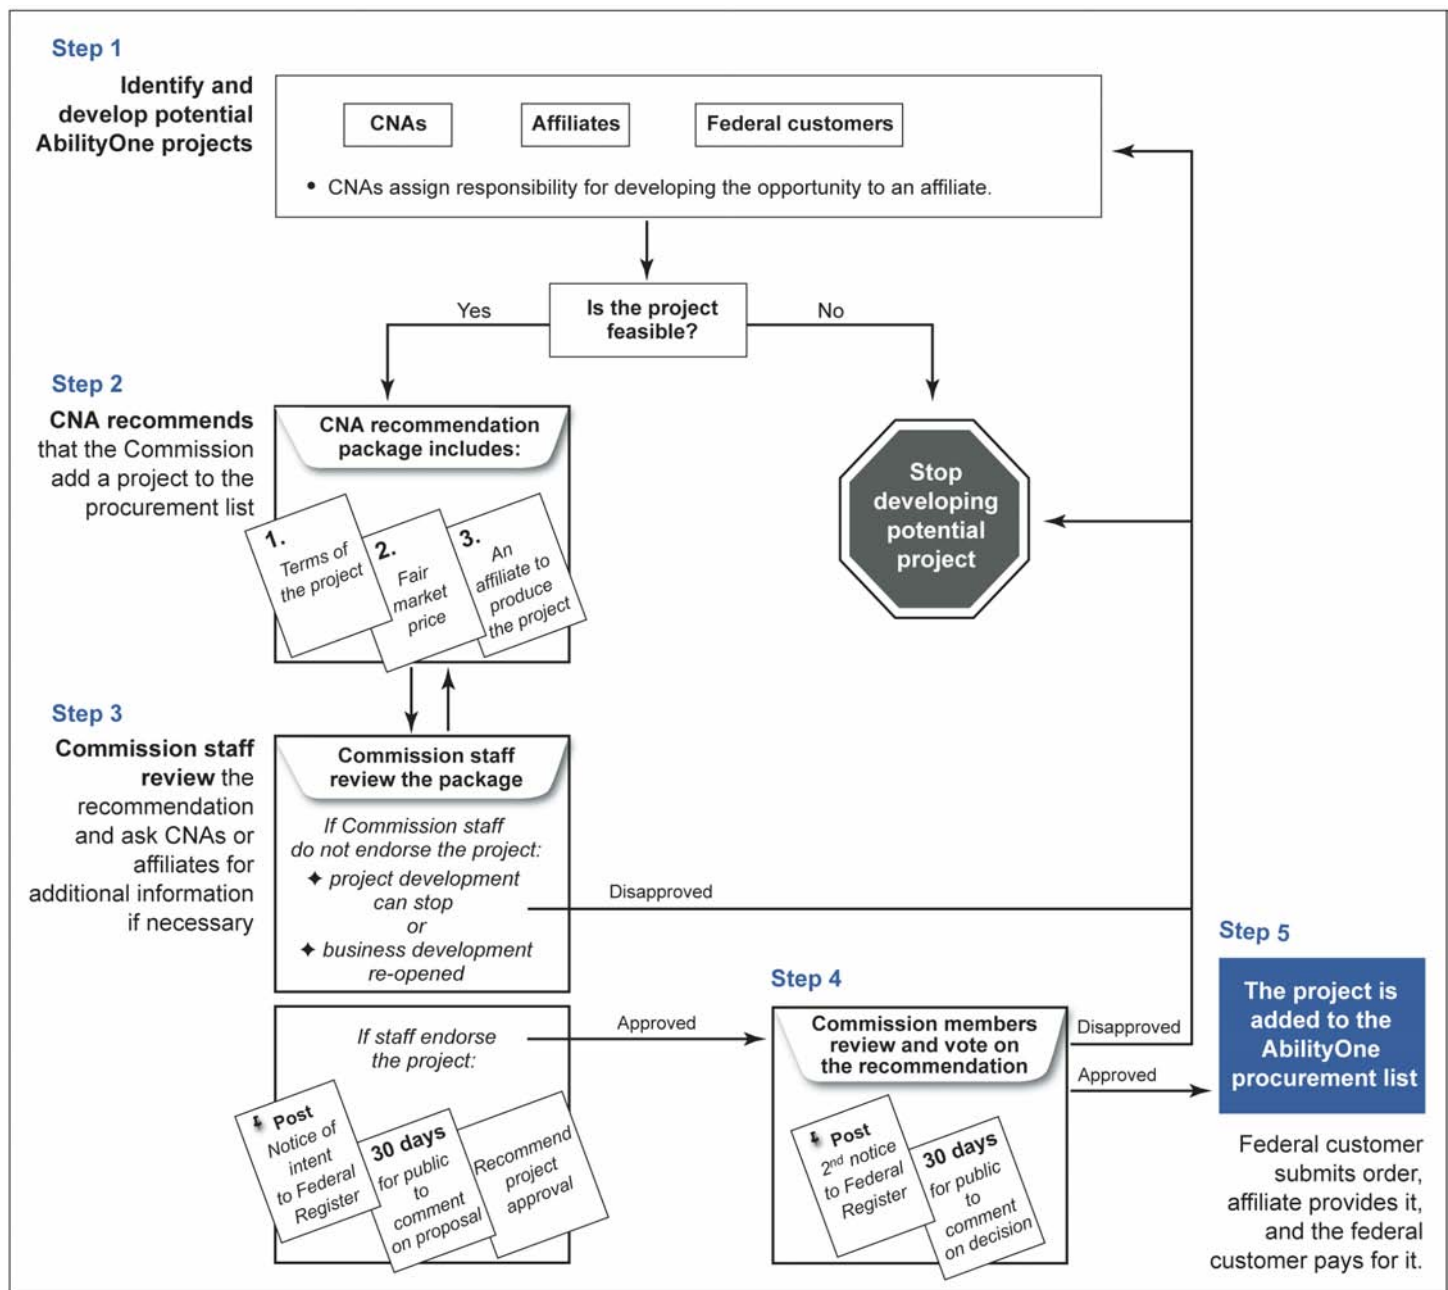 Step 1
Identify and
develop potential
AbilityOne projects
CNAs
Affiliates
Federal customers
• CNAs assign responsibility for developing the opportunity to an affiliate.
Is the project
feasible?
Yes
No
Step 2
CNA recommends
that the Commission
add a project to the
procurement list
CNA recommendation
package includes:
1.
Terms of
the project
2.
Fair
market
price
3.
An
affiliate to
produce
the project
Stop
developing
potential
project
Step 3
Commission staff
review the
recommendation
and ask CNAs or
affiliates for
additional information
if necessary
Commission staff
review the package
If Commission staff
do not endorse the project:
✦ project development
can stop
or
✦ business development
re-opened
Disapproved
If staff endorse
the project:
Approved
Post
Notice of
intent
to Federal
Register
30 days
for public
to
comment
on proposal
Recommend
project
approval
Step 4
Commission members
review and vote on
the recommendation
Disapproved
Approved
Post
2nd notice
to Federal
Register
30 days
for public
to
comment
on decision
Step 5
The project is
added to the
AbilityOne
procurement list
Federal customer
submits order,
affiliate provides it,
and the federal
customer pays for it.